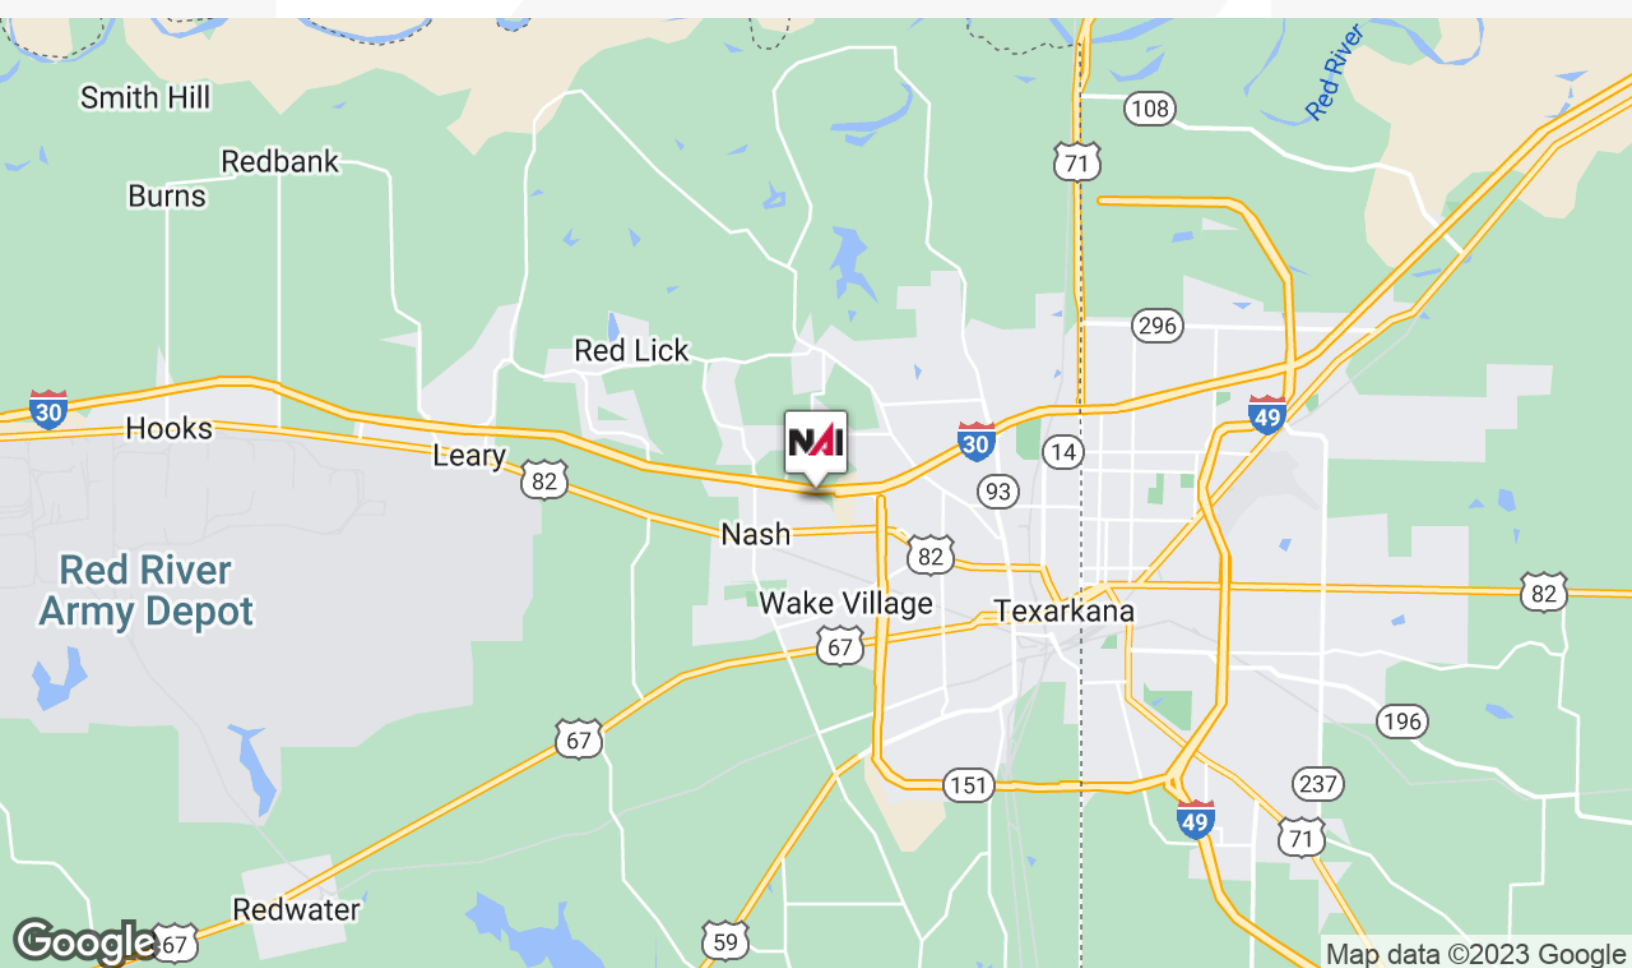 Red River
Smith Hill
108
Redbank
71
Burns
296
Red Lick
30
49
Hooks
NAI
30
14
Leary
82
93
Nash
82
Red River
Army Depot
82
Wake Village
Texarkana
67
196
67
151
237
49
71
Redwater
Google
67
59
Map data ©2023 Google